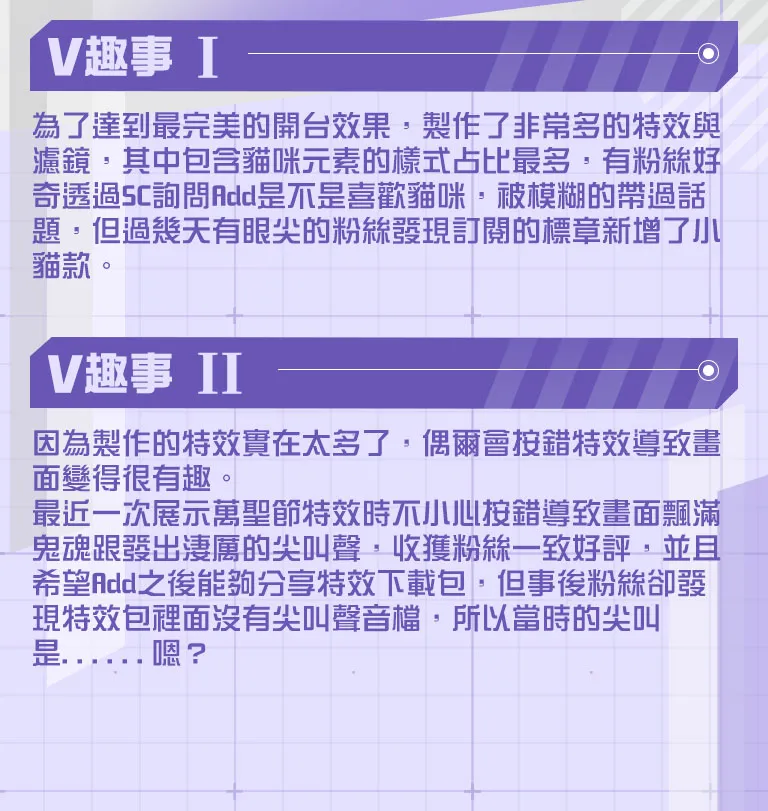 V趣事 I
為了達到最完美的開台效果，製作了非常多的特效與
濾鏡，其中包含貓咪元素的樣式占比最多，有粉絲好
奇透過SC詢問Add是不是喜歡貓咪，被模糊的帶過話
題，但過幾天有眼尖的粉絲發現訂閱的標章新增了小
貓款。
V趣事 II
因為製作的特效實在太多了，偶爾會按錯特效導致畫
面變得很有趣。
最近一次展示萬聖節特效時不小心按錯導致畫面飄滿
鬼魂跟發出淒厲的尖叫聲，收獲粉絲一致好評，並且
希望Add之後能夠分享特效下載包，但事後粉絲卻發
現特效包裡面沒有尖叫聲音檔，所以當時的尖叫
是......嗯？